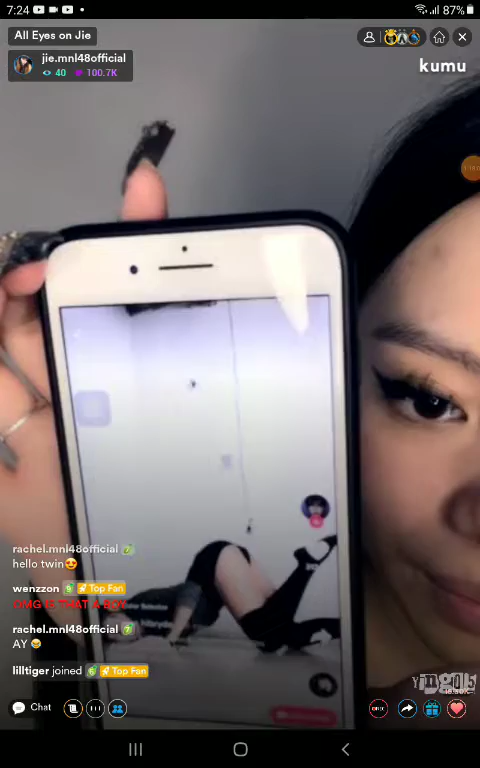 7:24
87%
All Eyes on Jie
jie.mnl48official
40 100.7K
kumu
rachel.mnl48official
hello twin😍
wenzzon Top Fan
OMG IS THAT A BOY
rachel.mnl48official
AY 😂
lilltiger joined Top Fan
Chat